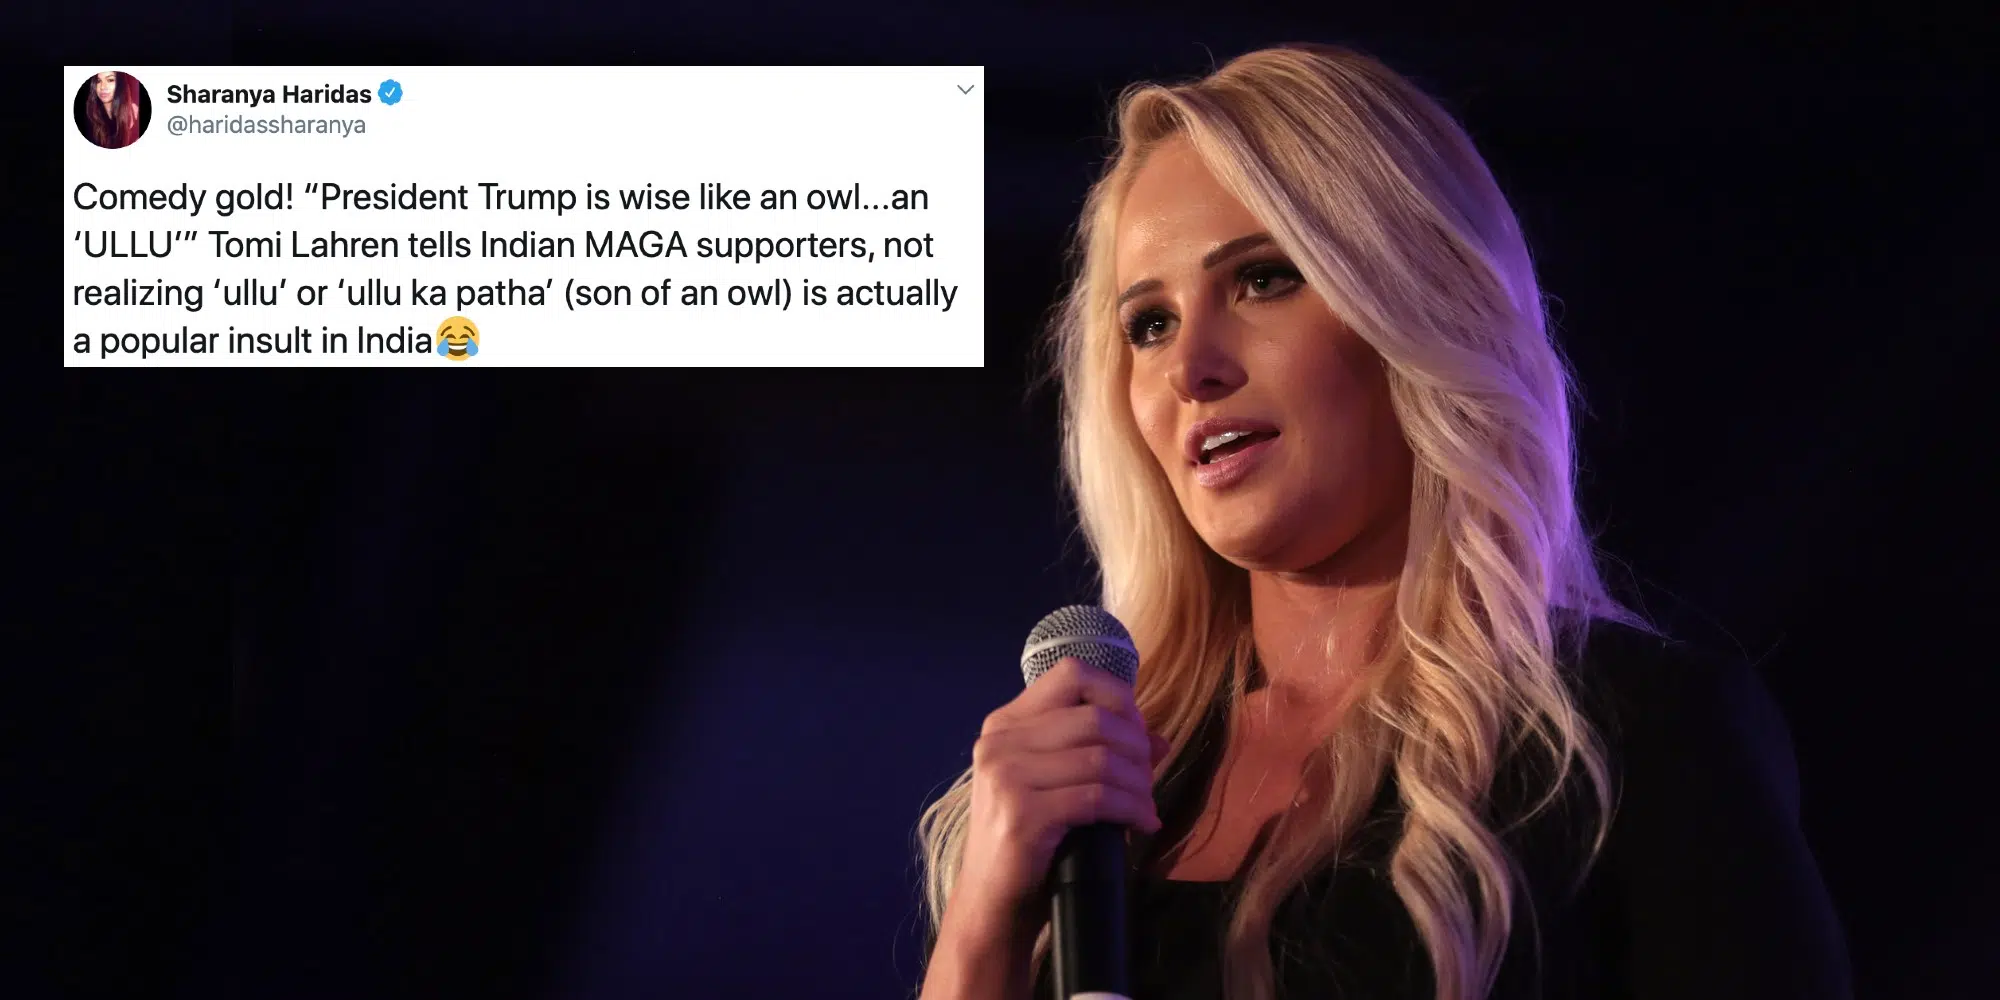 Sharanya Haridas
@haridassharanya
Comedy gold! “President Trump is wise like an owl...an
‘ULLU’” Tomi Lahren tells Indian MAGA supporters, not
realizing ‘ullu’ or ‘ullu ka patha’ (son of an owl) is actually
a popular insult in India😂